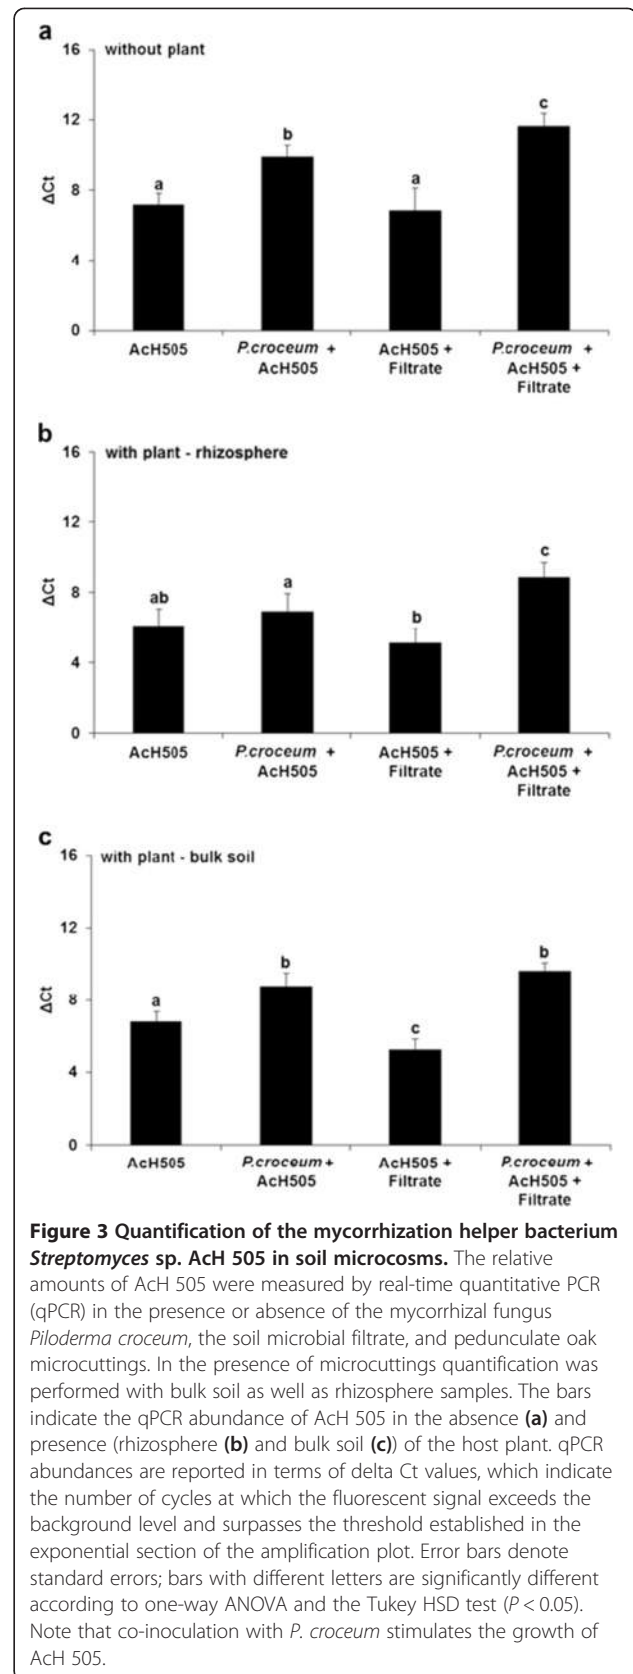 a
16
without plant
c
12
b
a
a
8
ΔCt
4
0
AcH505
P.croceum +
AcH505
AcH505 +
Filtrate
P.croceum +
AcH505 +
Filtrate
b
16
with plant - rhizosphere
12
c
ab
a
b
8
ΔCt
4
0
AcH505
P.croceum +
AcH505
AcH505 +
Filtrate
P.croceum +
AcH505 +
Filtrate
c
16
with plant - bulk soil
12
b
b
a
c
8
ΔCt
4
0
AcH505
P.croceum +
AcH505
AcH505 +
Filtrate
P.croceum +
AcH505 +
Filtrate
Figure 3 Quantification of the mycorrhization helper bacterium
Streptomyces sp. AcH 505 in soil microcosms. The relative
amounts of AcH 505 were measured by real-time quantitative PCR
(qPCR) in the presence or absence of the mycorrhizal fungus
Piloderma croceum, the soil microbial filtrate, and pedunculate oak
microcuttings. In the presence of microcuttings quantification was
performed with bulk soil as well as rhizosphere samples. The bars
indicate the qPCR abundance of AcH 505 in the absence (a) and
presence (rhizosphere (b) and bulk soil (c)) of the host plant. qPCR
abundances are reported in terms of delta Ct values, which indicate
the number of cycles at which the fluorescent signal exceeds the
background level and surpasses the threshold established in the
exponential section of the amplification plot. Error bars denote
standard errors; bars with different letters are significantly different
according to one-way ANOVA and the Tukey HSD test (P < 0.05).
Note that co-inoculation with P. croceum stimulates the growth of
AcH 505.